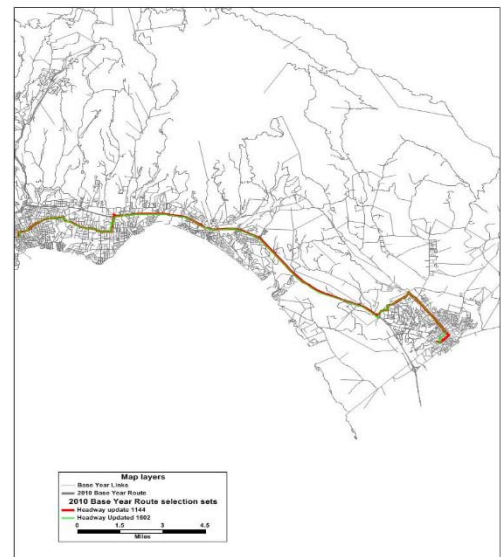 Map layers
Base Year Links
2010 Base Year Route
2010 Base Year Route selection sets
Headway update 1144
Headway Updated 1602
0 1.5 3 4.5
Miles